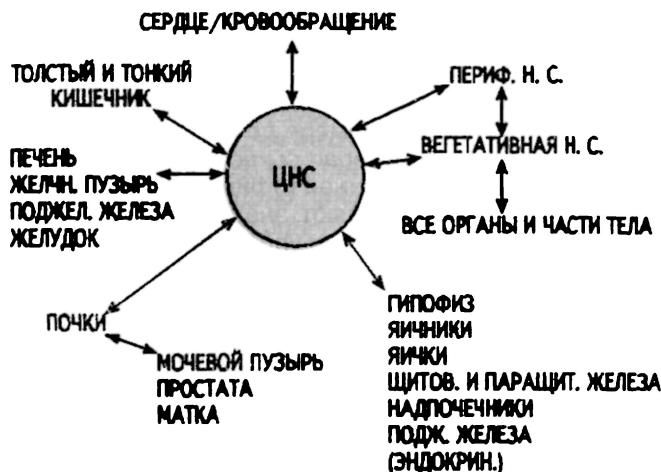 СЕРДЦЕ/КРОВООБРАЩЕНИЕ
ТОЛСТЫЙ И ТОНКИЙ
КИШЕЧНИК
ПЕРИФ. Н. С.
ВЕГЕТАТИВНАЯ Н. С.
ЦНС
ПЕЧЕНЬ
ЖЕЛЧН. ПУЗЫРЬ
ПОДЖЕЛ. ЖЕЛЕЗА
ЖЕЛУДОК
ВСЕ ОРГАНЫ И ЧАСТИ ТЕЛА
ПОЧКИ
МОЧЕВОЙ ПУЗЫРЬ
ПРОСТАТА
МАТКА
ГИПОФИЗ
ЯИЧНИКИ
ЯИЧКИ
ЩИТОВ. И ПАРАЩИТ. ЖЕЛЕЗА
НАДПОЧЕЧНИКИ
ПОДЖ. ЖЕЛЕЗА
(ЭНДОКРИН.)